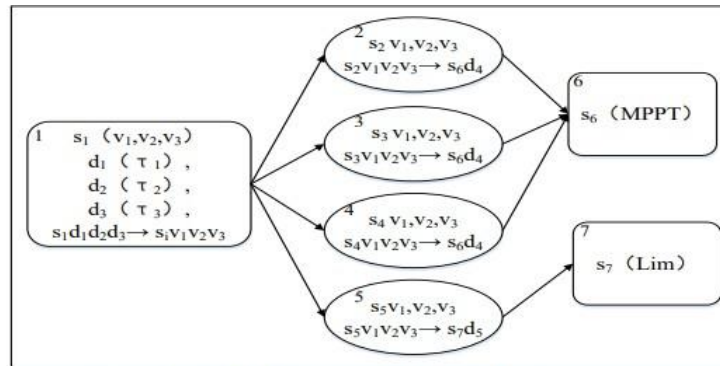 1
s₁（v₁,v₂,v₃）
d₁（τ₁）,
d₂（τ₂）,
d₃（τ₃）,
s₁d₁d₂d₃→ sᵢv₁v₂v₃
2
s₂ v₁,v₂,v₃
s₂v₁v₂v₃→ s₆d₄
3
s₃ v₁,v₂,v₃
s₃v₁v₂v₃→ s₆d₄
4
s₄ v₁,v₂,v₃
s₄v₁v₂v₃→ s₆d₄
5
s₅v₁,v₂,v₃
s₅v₁v₂v₃→ s₇d₅
6
s₆（MPPT）
7
s₇（Lim）